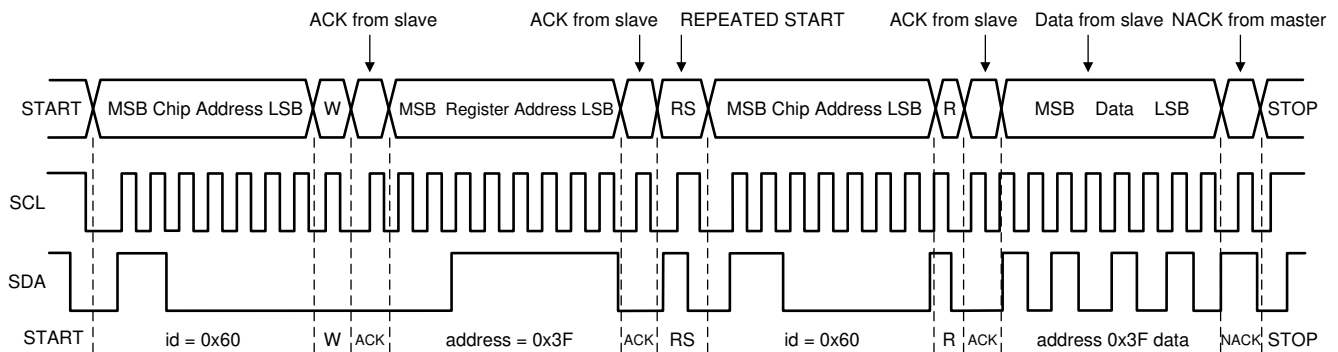 ACK from slave ACK from slave REPEATED START ACK from slave Data from slave NACK from master
START MSB Chip Address LSB W MSB Register Address LSB RS MSB Chip Address LSB R MSB Data LSB STOP
SCL
SDA
START id = 0x60 W ACK address = 0x3F ACK RS id = 0x60 R ACK address 0x3F data NACK STOP